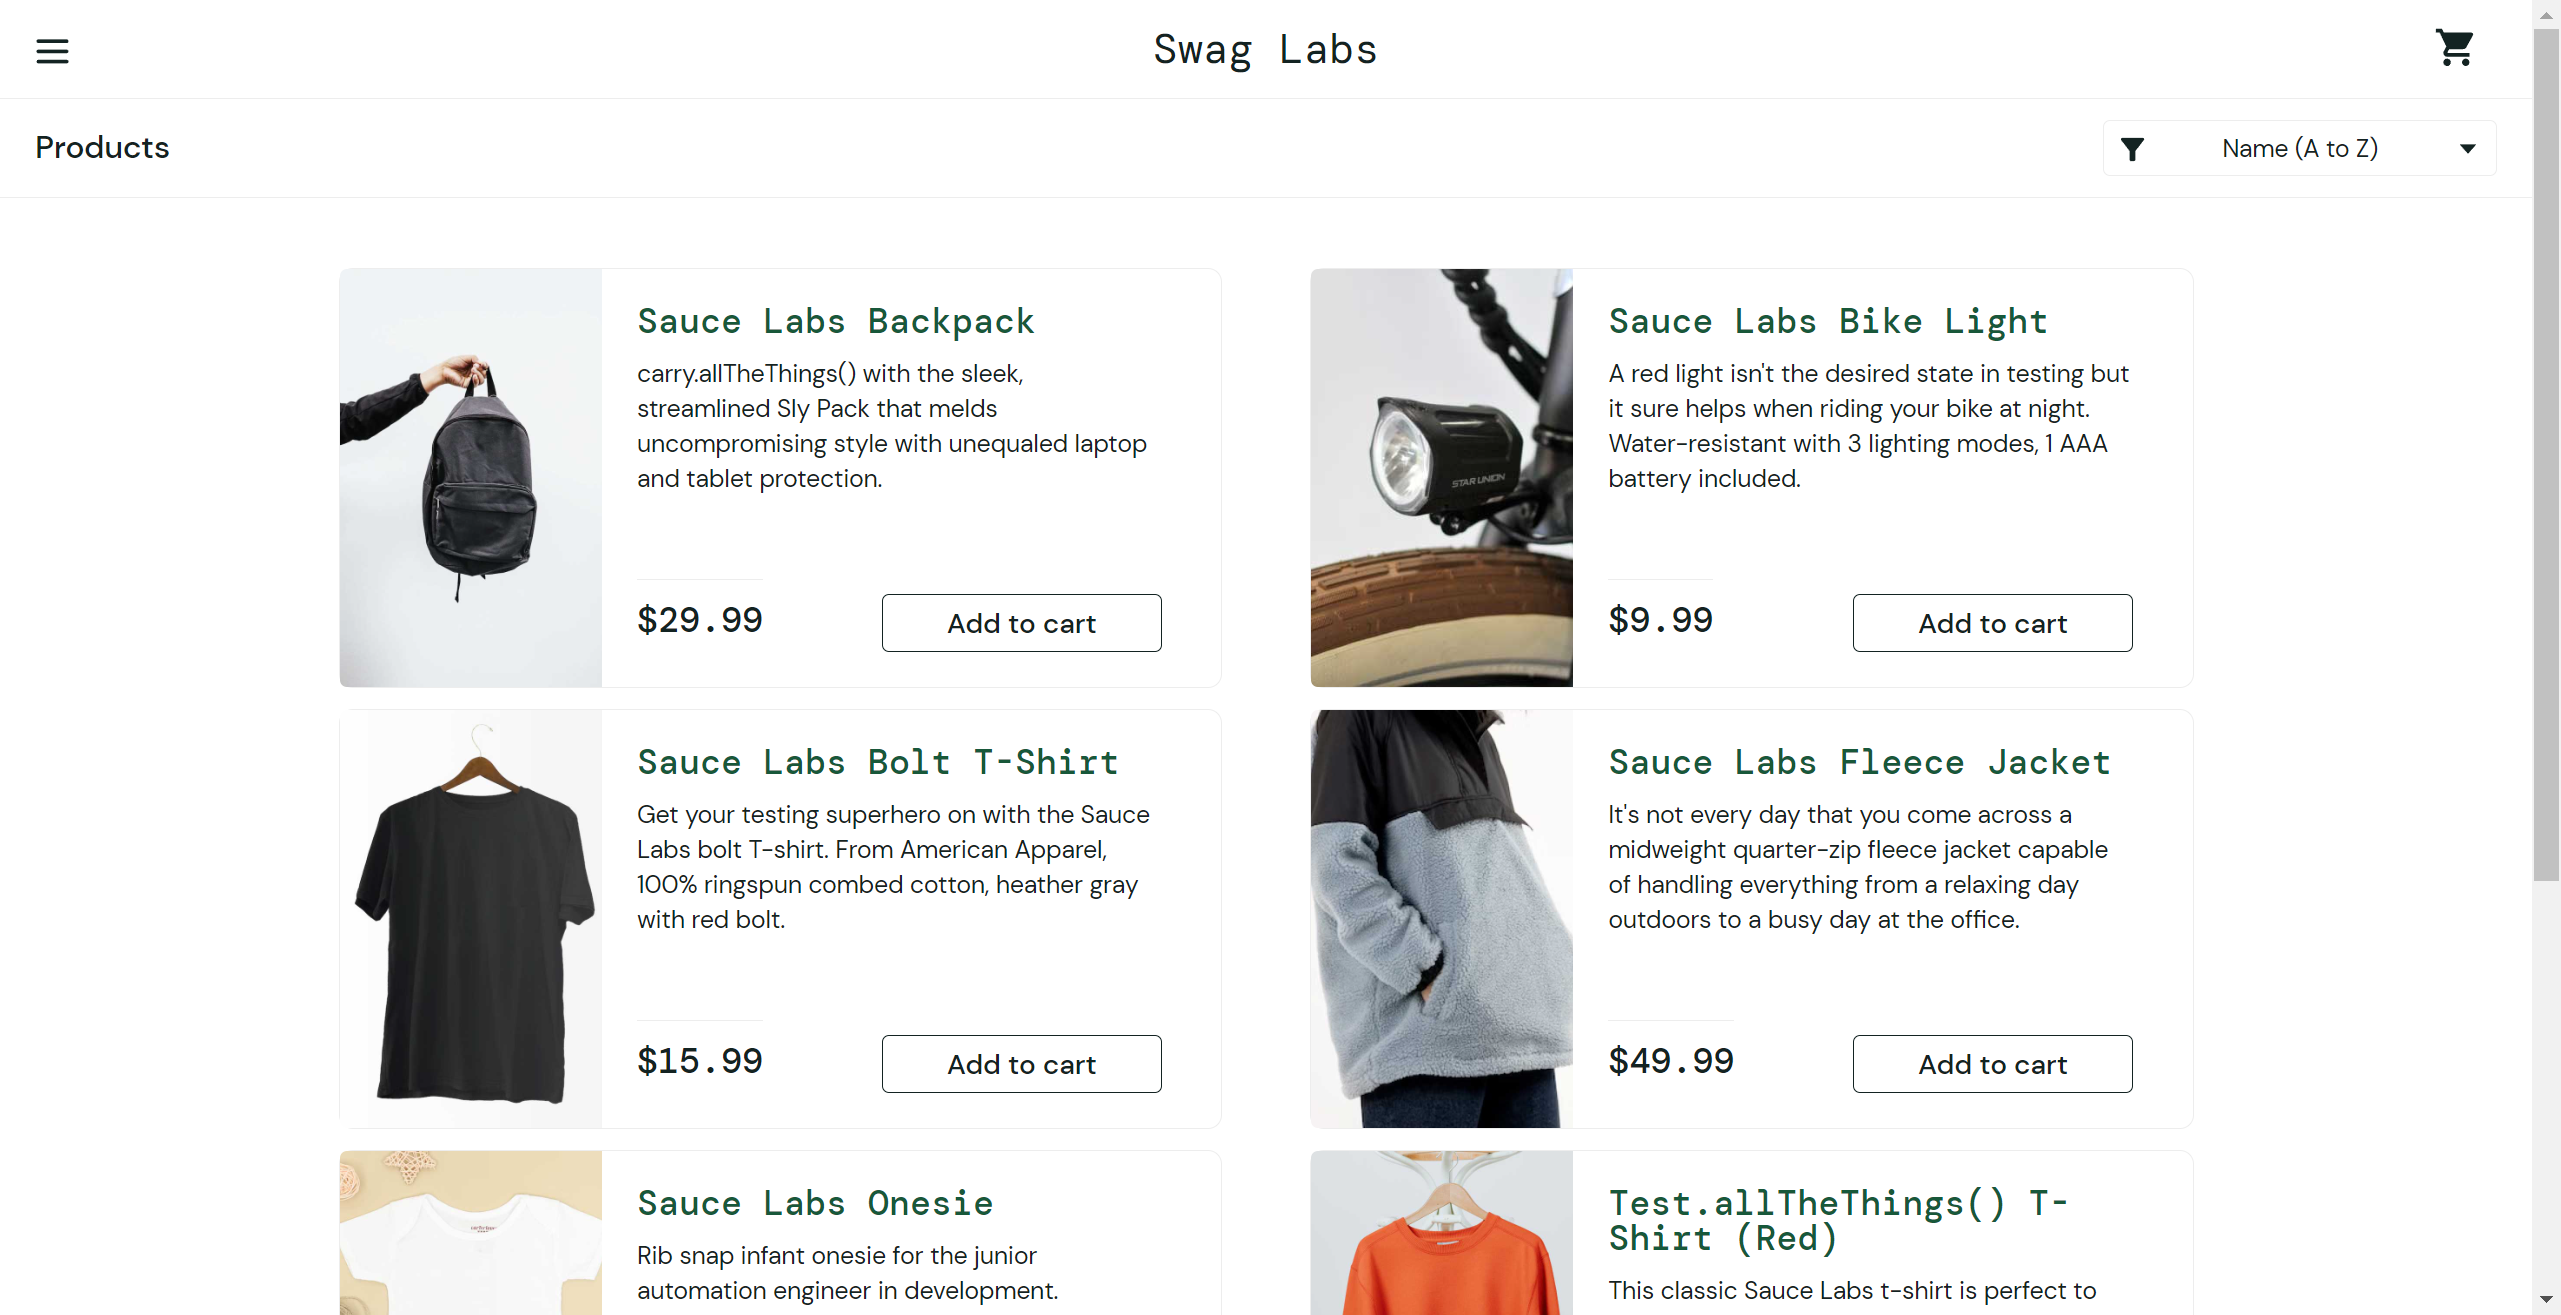 Swag Labs
Products
Name (A to Z)
Sauce Labs Backpack
carry.allTheThings() with the sleek,
streamlined Sly Pack that melds
uncompromising style with unequaled laptop
and tablet protection.
$29.99
Add to cart
STAR UNION
Sauce Labs Bike Light
A red light isn't the desired state in testing but
it sure helps when riding your bike at night.
Water-resistant with 3 lighting modes, 1 AAA
battery included.
$9.99
Add to cart
Sauce Labs Bolt T-Shirt
Get your testing superhero on with the Sauce
Labs bolt T-shirt. From American Apparel,
100% ringspun combed cotton, heather gray
with red bolt.
$15.99
Add to cart
Sauce Labs Fleece Jacket
It's not every day that you come across a
midweight quarter-zip fleece jacket capable
of handling everything from a relaxing day
outdoors to a busy day at the office.
$49.99
Add to cart
Sauce Labs Onesie
Rib snap infant onesie for the junior
automation engineer in development.
Test.allTheThings() T-
Shirt (Red)
This classic Sauce Labs t-shirt is perfect to